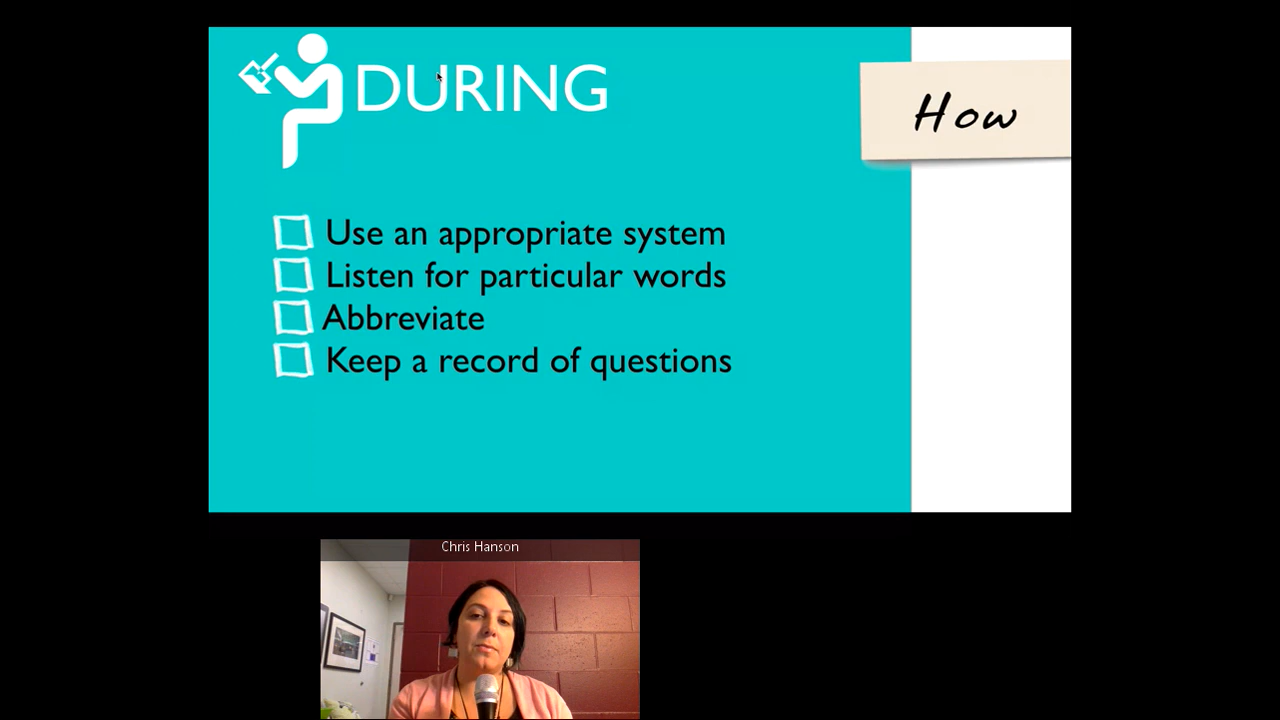 DURING
How
Use an appropriate system
Listen for particular words
Abbreviate
Keep a record of questions
Chris Hanson